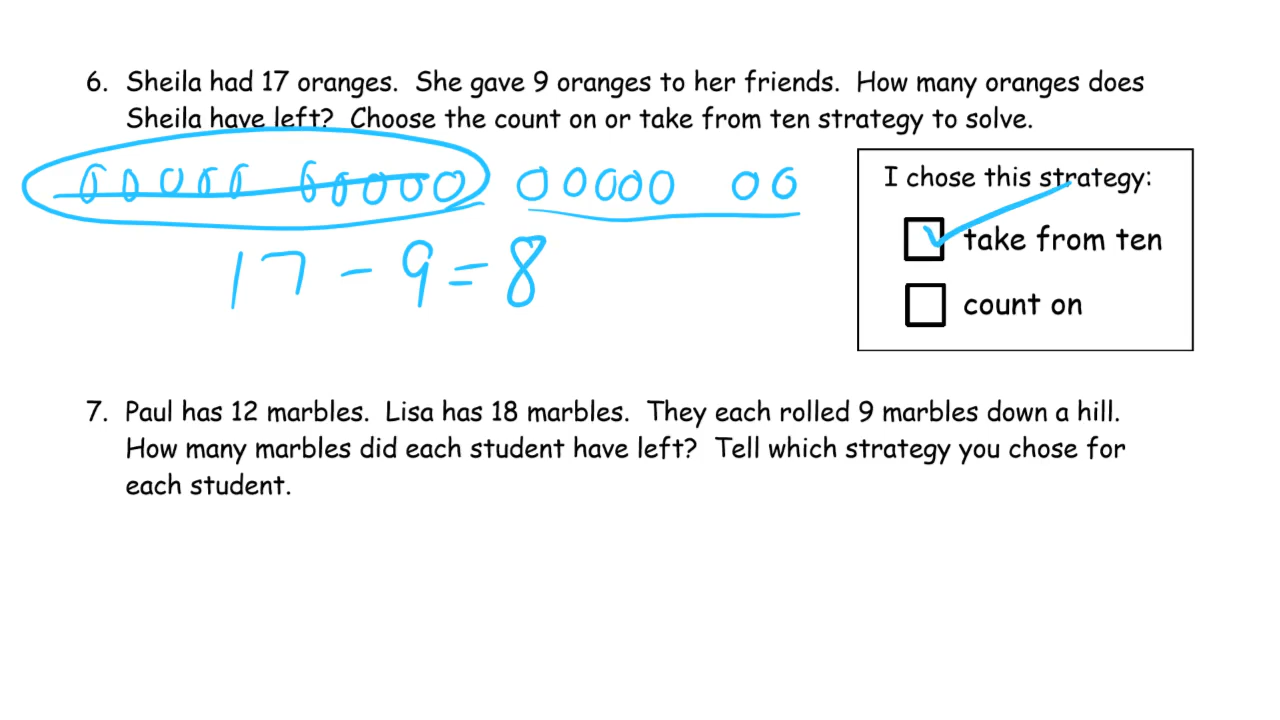 6. Sheila had 17 oranges. She gave 9 oranges to her friends. How many oranges does
Sheila have left? Choose the count on or take from ten strategy to solve.
I chose this strategy:
take from ten
count on
17 - 9 = 8
7. Paul has 12 marbles. Lisa has 18 marbles. They each rolled 9 marbles down a hill.
How many marbles did each student have left? Tell which strategy you chose for
each student.